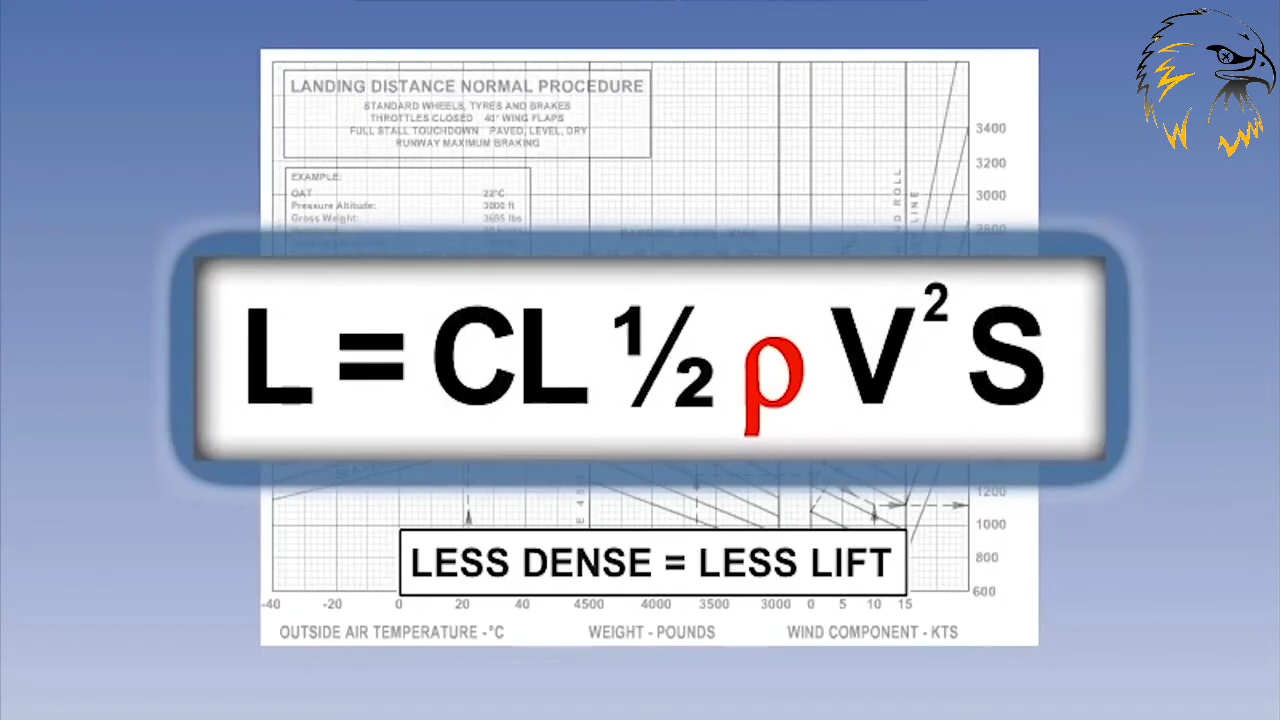 LANDING DISTANCE NORMAL PROCEDURE
STANDARD WHEELS, TYRES AND BRAKES
THROTTLES CLOSED 40° WING FLAPS
FULL STALL TOUCHDOWN PAVED, LEVEL, DRY
RUNWAY MAXIMUM BRAKING
EXAMPLE:
OAT 22°C
Pressure Altitude: 3000 ft
Gross Weight: 3655 lbs
3400
3200
3000
2800
L = CL ½ ρ V² S
1200
1000
800
600
LESS DENSE = LESS LIFT
-40 -20 0 20 40 4500 4000 3500 3000 0 5 10 15
OUTSIDE AIR TEMPERATURE -°C WEIGHT - POUNDS WIND COMPONENT - KTS